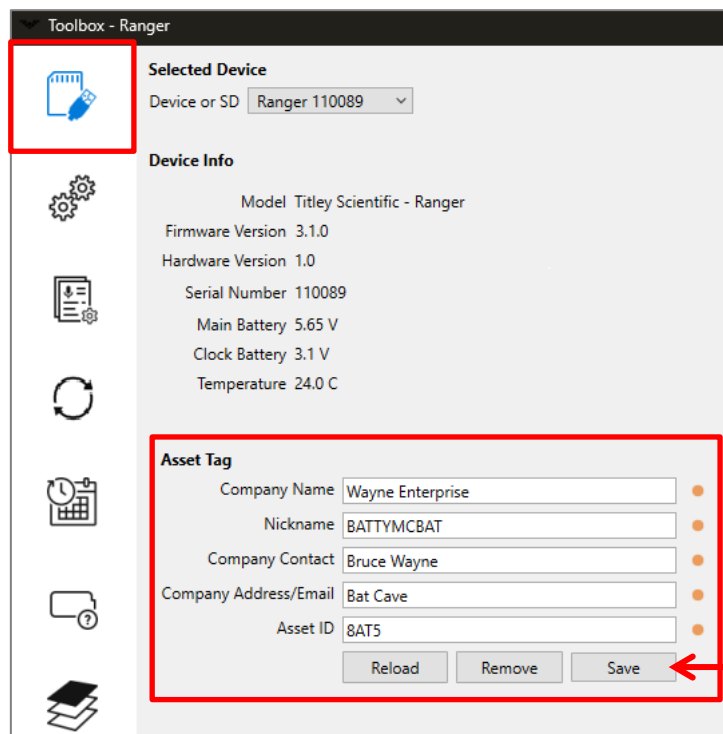 Toolbox - Ranger
Selected Device
Device or SD Ranger 110089
Device Info
Model Titley Scientific - Ranger
Firmware Version 3.1.0
Hardware Version 1.0
Serial Number 110089
Main Battery 5.65 V
Clock Battery 3.1 V
Temperature 24.0 C
Asset Tag
Company Name Wayne Enterprise
Nickname BATTYMCBAT
Company Contact Bruce Wayne
Company Address/Email Bat Cave
Asset ID 8AT5
Reload Remove Save